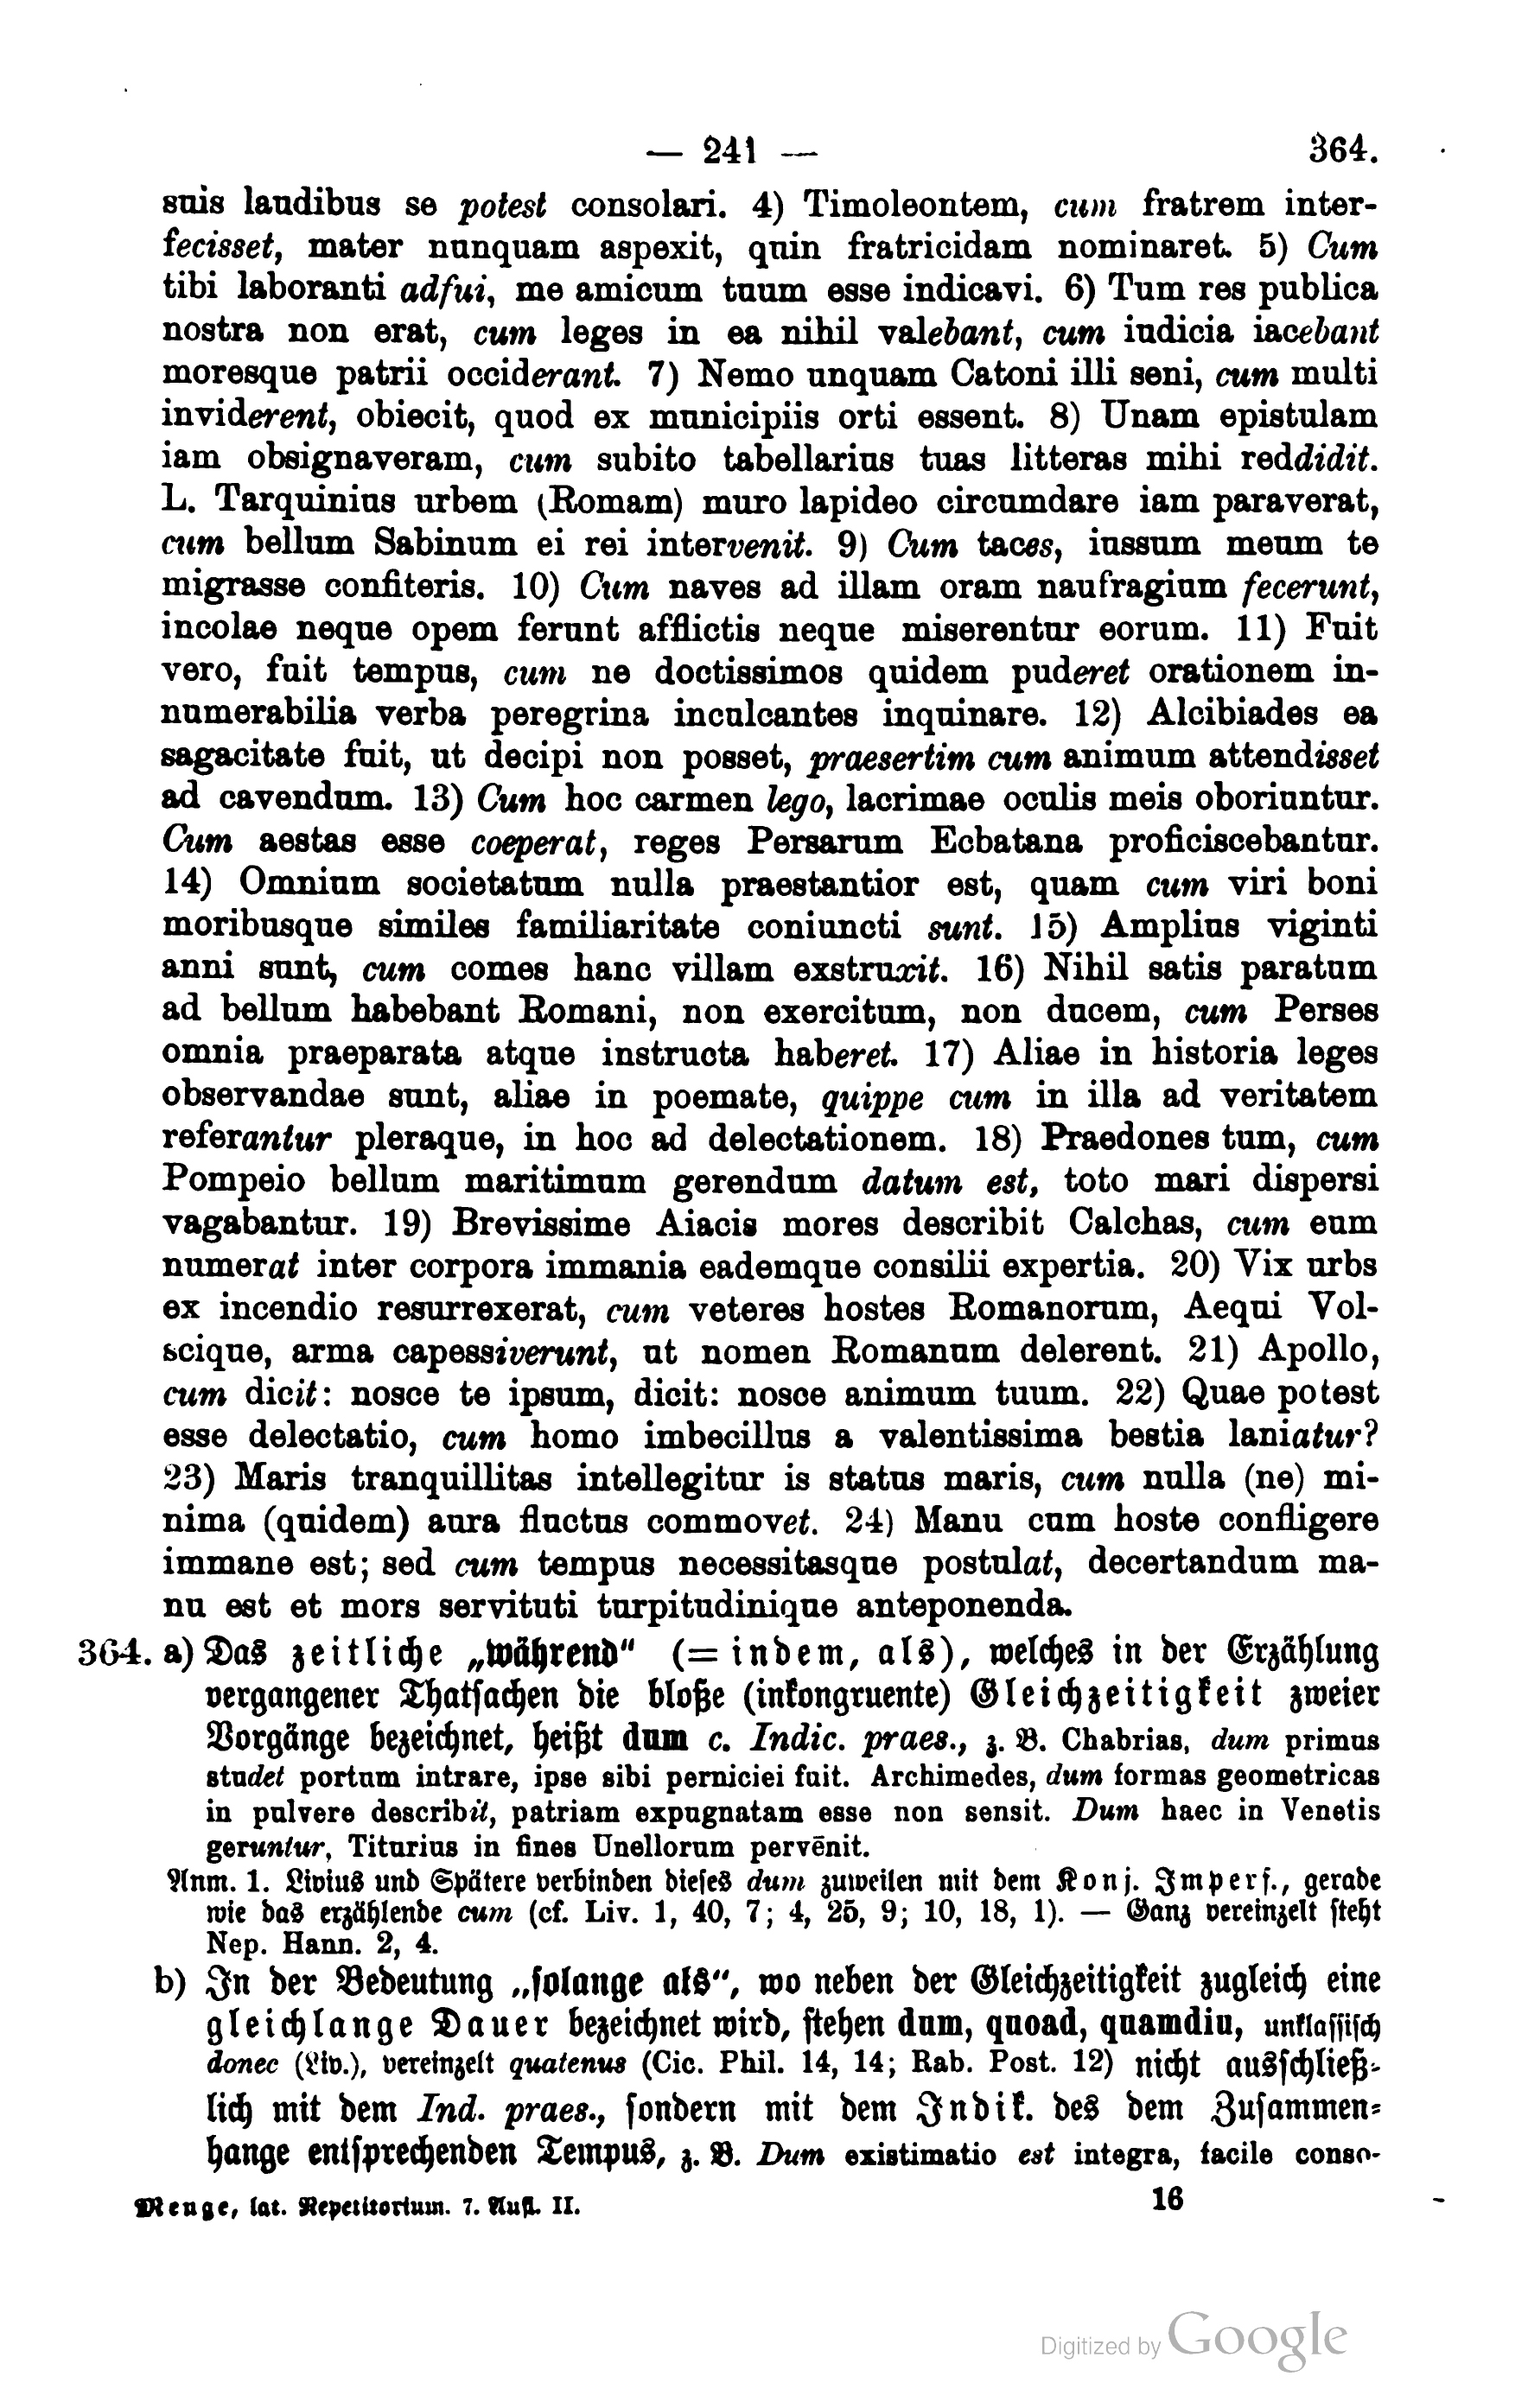 — 241 — 364.
suis laudibus se potest consolari. 4) Timoleontem, cum fratrem inter-
fecisset, mater nunquam aspexit, quin fratricidam nominaret. 5) Cum
tibi laboranti adfui, me amicum tuum esse indicavi. 6) Tum res publica
nostra non erat, cum leges in ea nihil valebant, cum iudicia iacebant
moresque patrii occiderant. 7) Nemo unquam Catoni illi seni, cum multi
inviderent, obiecit, quod ex municipiis orti essent. 8) Unam epistulam
iam obsignaveram, cum subito tabellarius tuas litteras mihi reddidit.
L. Tarquinius urbem (Romam) muro lapideo circumdare iam paraverat,
cum bellum Sabinum ei rei intervenit. 9) Cum taces, iussum meum te
migrasse confiteris. 10) Cum naves ad illam oram naufragium fecerunt,
incolae neque opem ferunt afflictis neque miserentur eorum. 11) Fuit
vero, fuit tempus, cum ne doctissimos quidem puderet orationem in-
numerabilia verba peregrina inculcantes inquinare. 12) Alcibiades ea
sagacitate fuit, ut decipi non posset, praesertim cum animum attendisset
ad cavendum. 13) Cum hoc carmen lego, lacrimae oculis meis oboriuntur.
Cum aestas esse coeperat, reges Persarum Ecbatana proficiscebantur.
14) Omnium societatum nulla praestantior est, quam cum viri boni
moribusque similes familiaritate coniuncti sunt. 15) Amplius viginti
anni sunt, cum comes hanc villam exstruxit. 16) Nihil satis paratum
ad bellum habebant Romani, non exercitum, non ducem, cum Perses
omnia praeparata atque instructa haberet. 17) Aliae in historia leges
observandae sunt, aliae in poemate, quippe cum in illa ad veritatem
referantur pleraque, in hoc ad delectationem. 18) Praedones tum, cum
Pompeio bellum maritimum gerendum datum est, toto mari dispersi
vagabantur. 19) Brevissime Aiacis mores describit Calchas, cum eum
numerat inter corpora immania eademque consilii expertia. 20) Vix urbs
ex incendio resurrexerat, cum veteres hostes Romanorum, Aequi Vol-
scique, arma capessiverunt, ut nomen Romanum delerent. 21) Apollo,
cum dicit: nosce te ipsum, dicit: nosce animum tuum. 22) Quae potest
esse delectatio, cum homo imbecillus a valentissima bestia laniatur?
23) Maris tranquillitas intellegitur is status maris, cum nulla (ne) mi-
nima (quidem) aura fluctus commovet. 24) Manu cum hoste confligere
immane est; sed cum tempus necessitasque postulat, decertandum ma-
nu est et mors servituti turpitudinique anteponenda.
364. a) Das zeitliche „während“ (= indem, als), welches in der Erzählung
vergangener Thatsachen die bloße (inkongruente) Gleichzeitigkeit zweier
Vorgänge bezeichnet, heißt dum c. Indic. praes., z. B. Chabrias, dum primus
studet portum intrare, ipse sibi perniciei fuit. Archimedes, dum formas geometricas
in pulvere describit, patriam expugnatam esse non sensit. Dum haec in Venetis
geruntur, Titurius in fines Unellorum pervēnit.
Anm. 1. Livius und Spätere verbinden dieses dum zuweilen mit dem Konj. Imperf., gerade
wie das erzählende cum (cf. Liv. 1, 40, 7; 4, 25, 9; 10, 18, 1). — Ganz vereinzelt steht
Nep. Hann. 2, 4.
b) In der Bedeutung „solange als“, wo neben der Gleichzeitigkeit zugleich eine
gleichlange Dauer bezeichnet wird, stehen dum, quoad, quamdiu, unklassisch
donec (Liv.), vereinzelt quatenus (Cic. Phil. 14, 14; Rab. Post. 12) nicht ausschließ-
lich mit dem Ind. praes., sondern mit dem Indik. des dem Zusammen-
hange entsprechenden Tempus, z. B. Dum existimatio est integra, facile conso-
Menge, lat. Repetitorium. 7. Aufl. II. 16
Digitized by Google